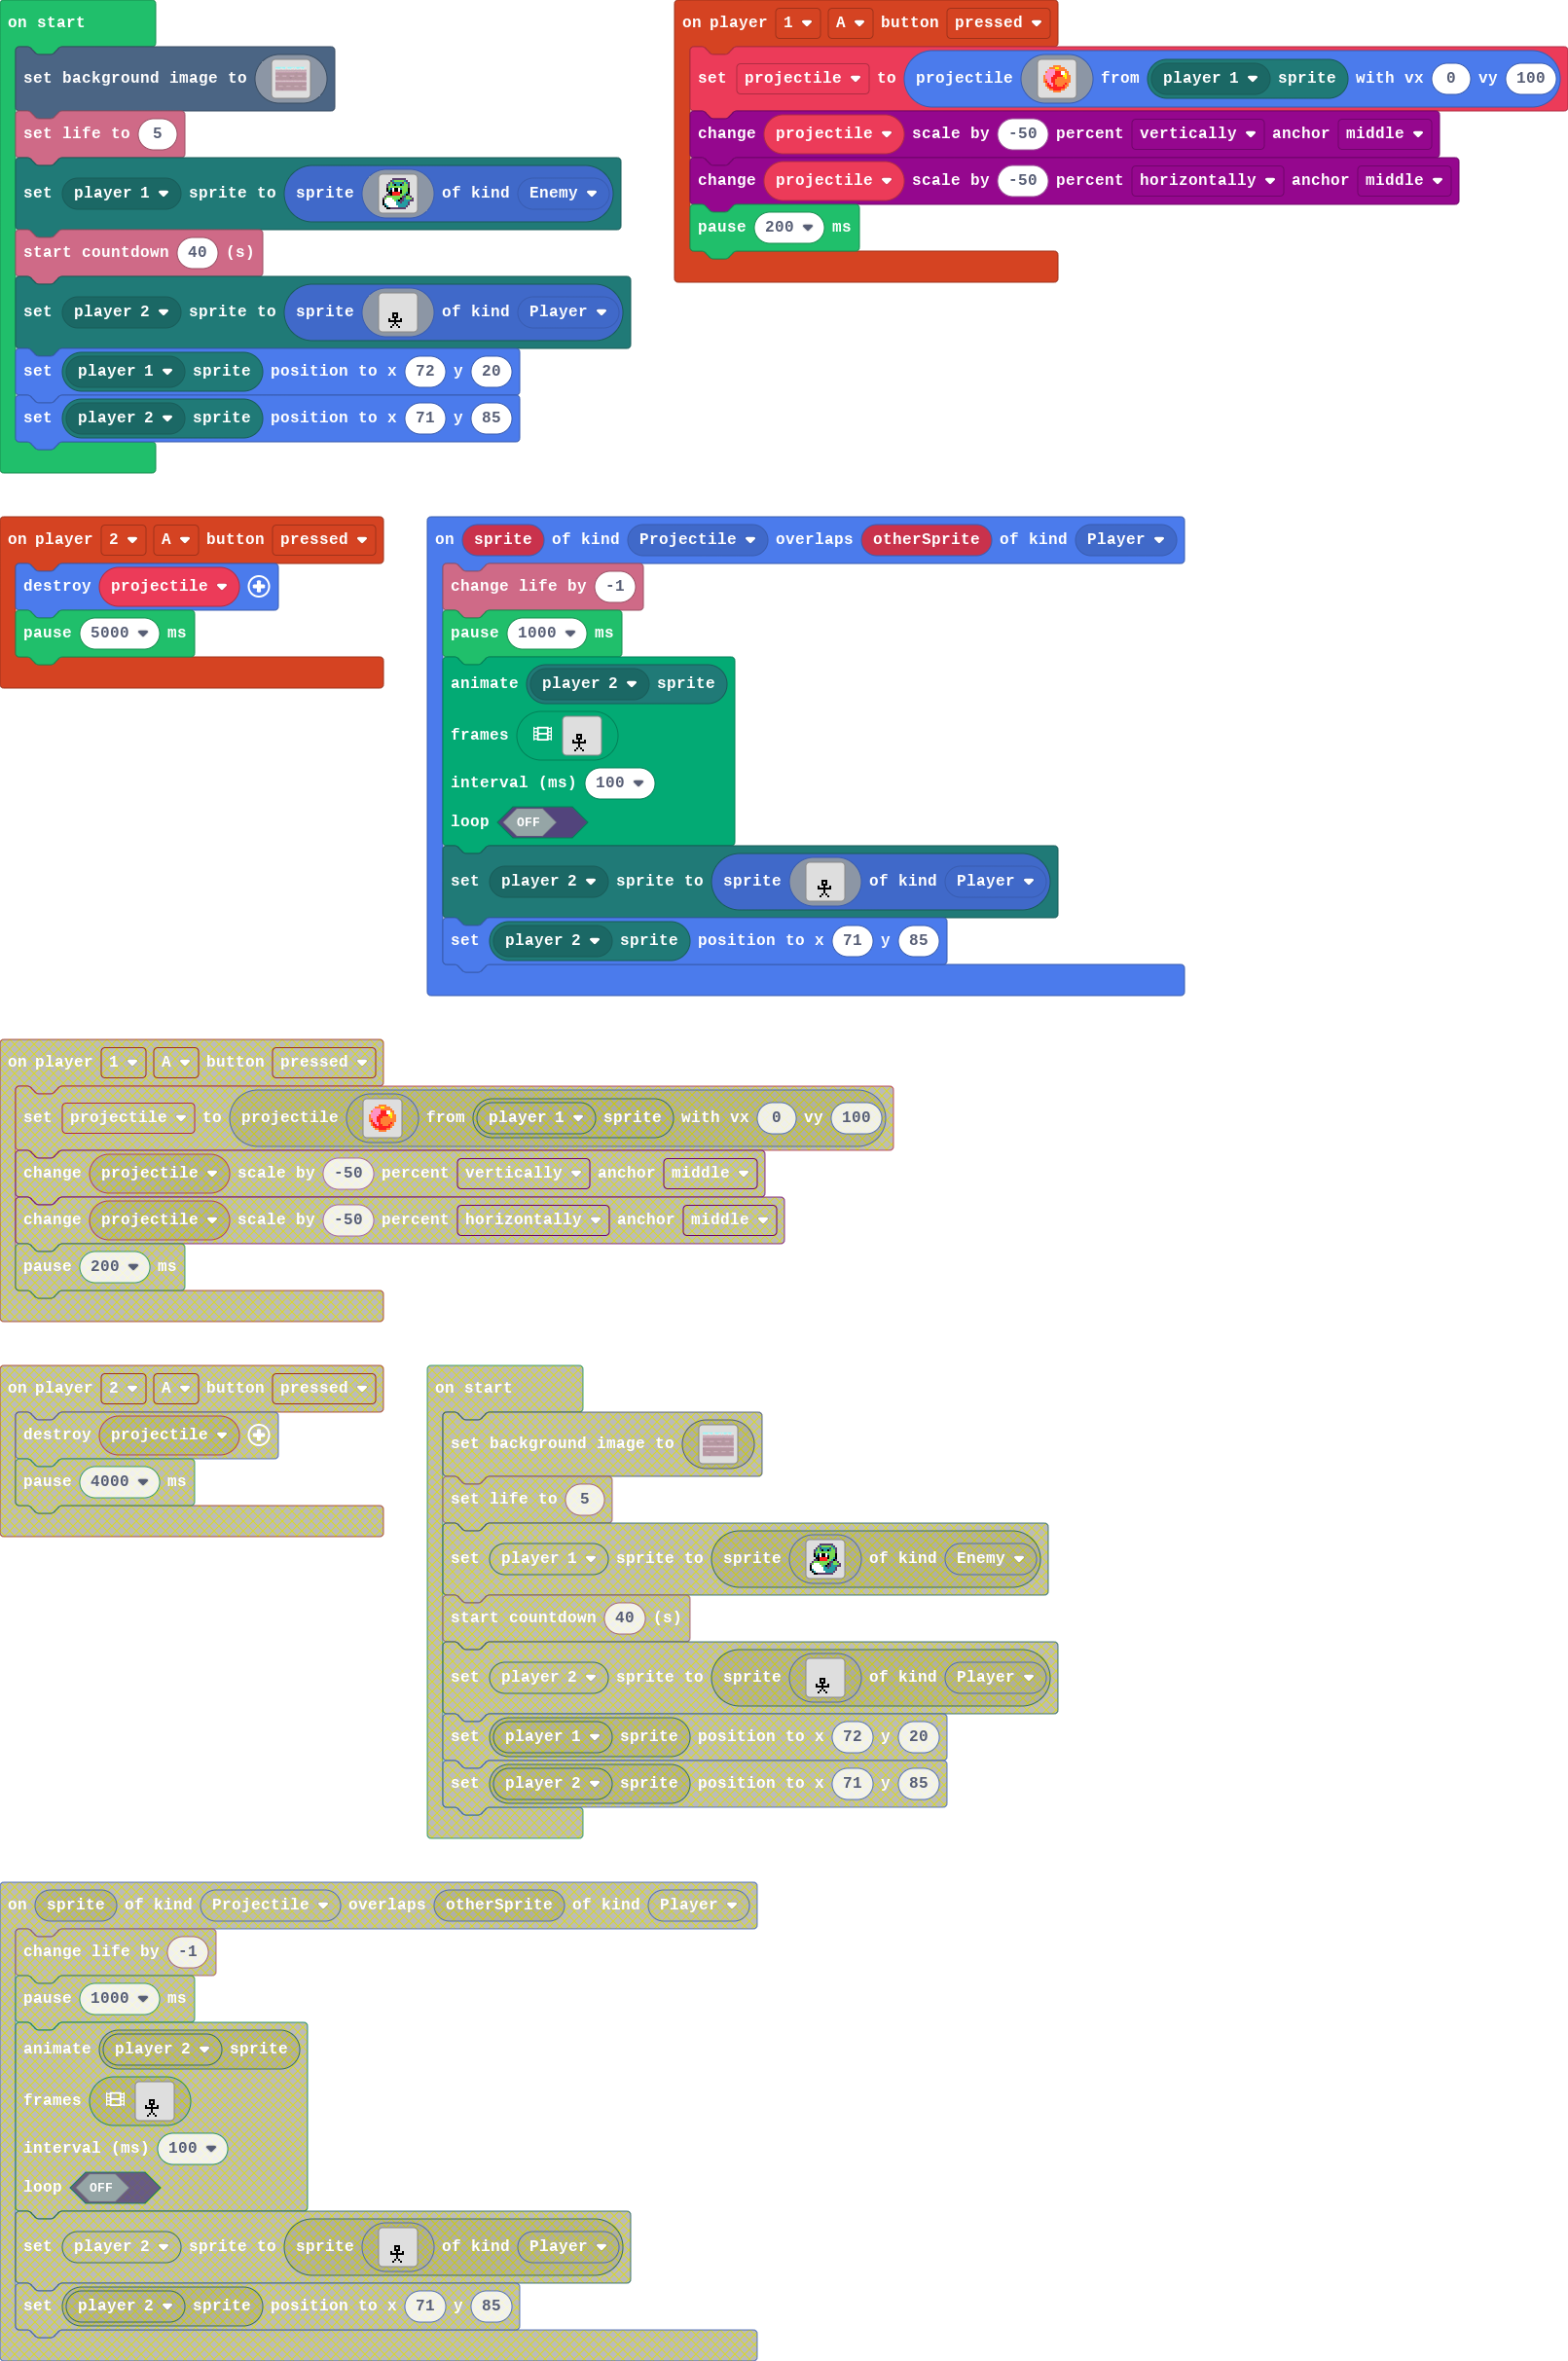 on start
set background image to
set life to 5
set player 1 sprite to sprite of kind Enemy
start countdown 40 (s)
set player 2 sprite to sprite of kind Player
set player 1 sprite position to x 72 y 20
set player 2 sprite position to x 71 y 85
on player 1 A button pressed
set projectile to projectile from player 1 sprite with vx 0 vy 100
change projectile scale by -50 percent vertically anchor middle
change projectile scale by -50 percent horizontally anchor middle
pause 200 ms
on player 2 A button pressed
destroy projectile
pause 5000 ms
on sprite of kind Projectile overlaps otherSprite of kind Player
change life by -1
pause 1000 ms
animate player 2 sprite
frames
interval (ms) 100
loop OFF
set player 2 sprite to sprite of kind Player
set player 2 sprite position to x 71 y 85
on player 1 A button pressed
set projectile to projectile from player 1 sprite with vx 0 vy 100
change projectile scale by -50 percent vertically anchor middle
change projectile scale by -50 percent horizontally anchor middle
pause 200 ms
on player 2 A button pressed
destroy projectile
pause 4000 ms
on start
set background image to
set life to 5
set player 1 sprite to sprite of kind Enemy
start countdown 40 (s)
set player 2 sprite to sprite of kind Player
set player 1 sprite position to x 72 y 20
set player 2 sprite position to x 71 y 85
on sprite of kind Projectile overlaps otherSprite of kind Player
change life by -1
pause 1000 ms
animate player 2 sprite
frames
interval (ms) 100
loop OFF
set player 2 sprite to sprite of kind Player
set player 2 sprite position to x 71 y 85